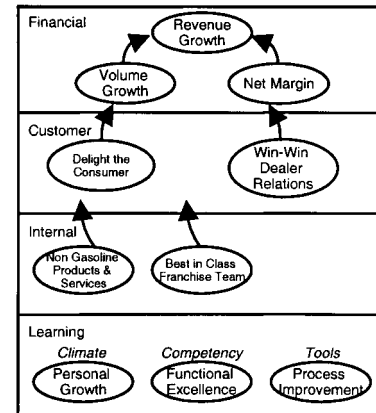 Financial
Revenue
Growth
Volume
Growth
Net Margin
Customer
Delight the
Consumer
Win-Win
Dealer
Relations
Internal
Non Gasoline
Products &
Services
Best in Class
Franchise Team
Learning
Climate
Competency
Tools
Personal
Growth
Functional
Excellence
Process
Improvement